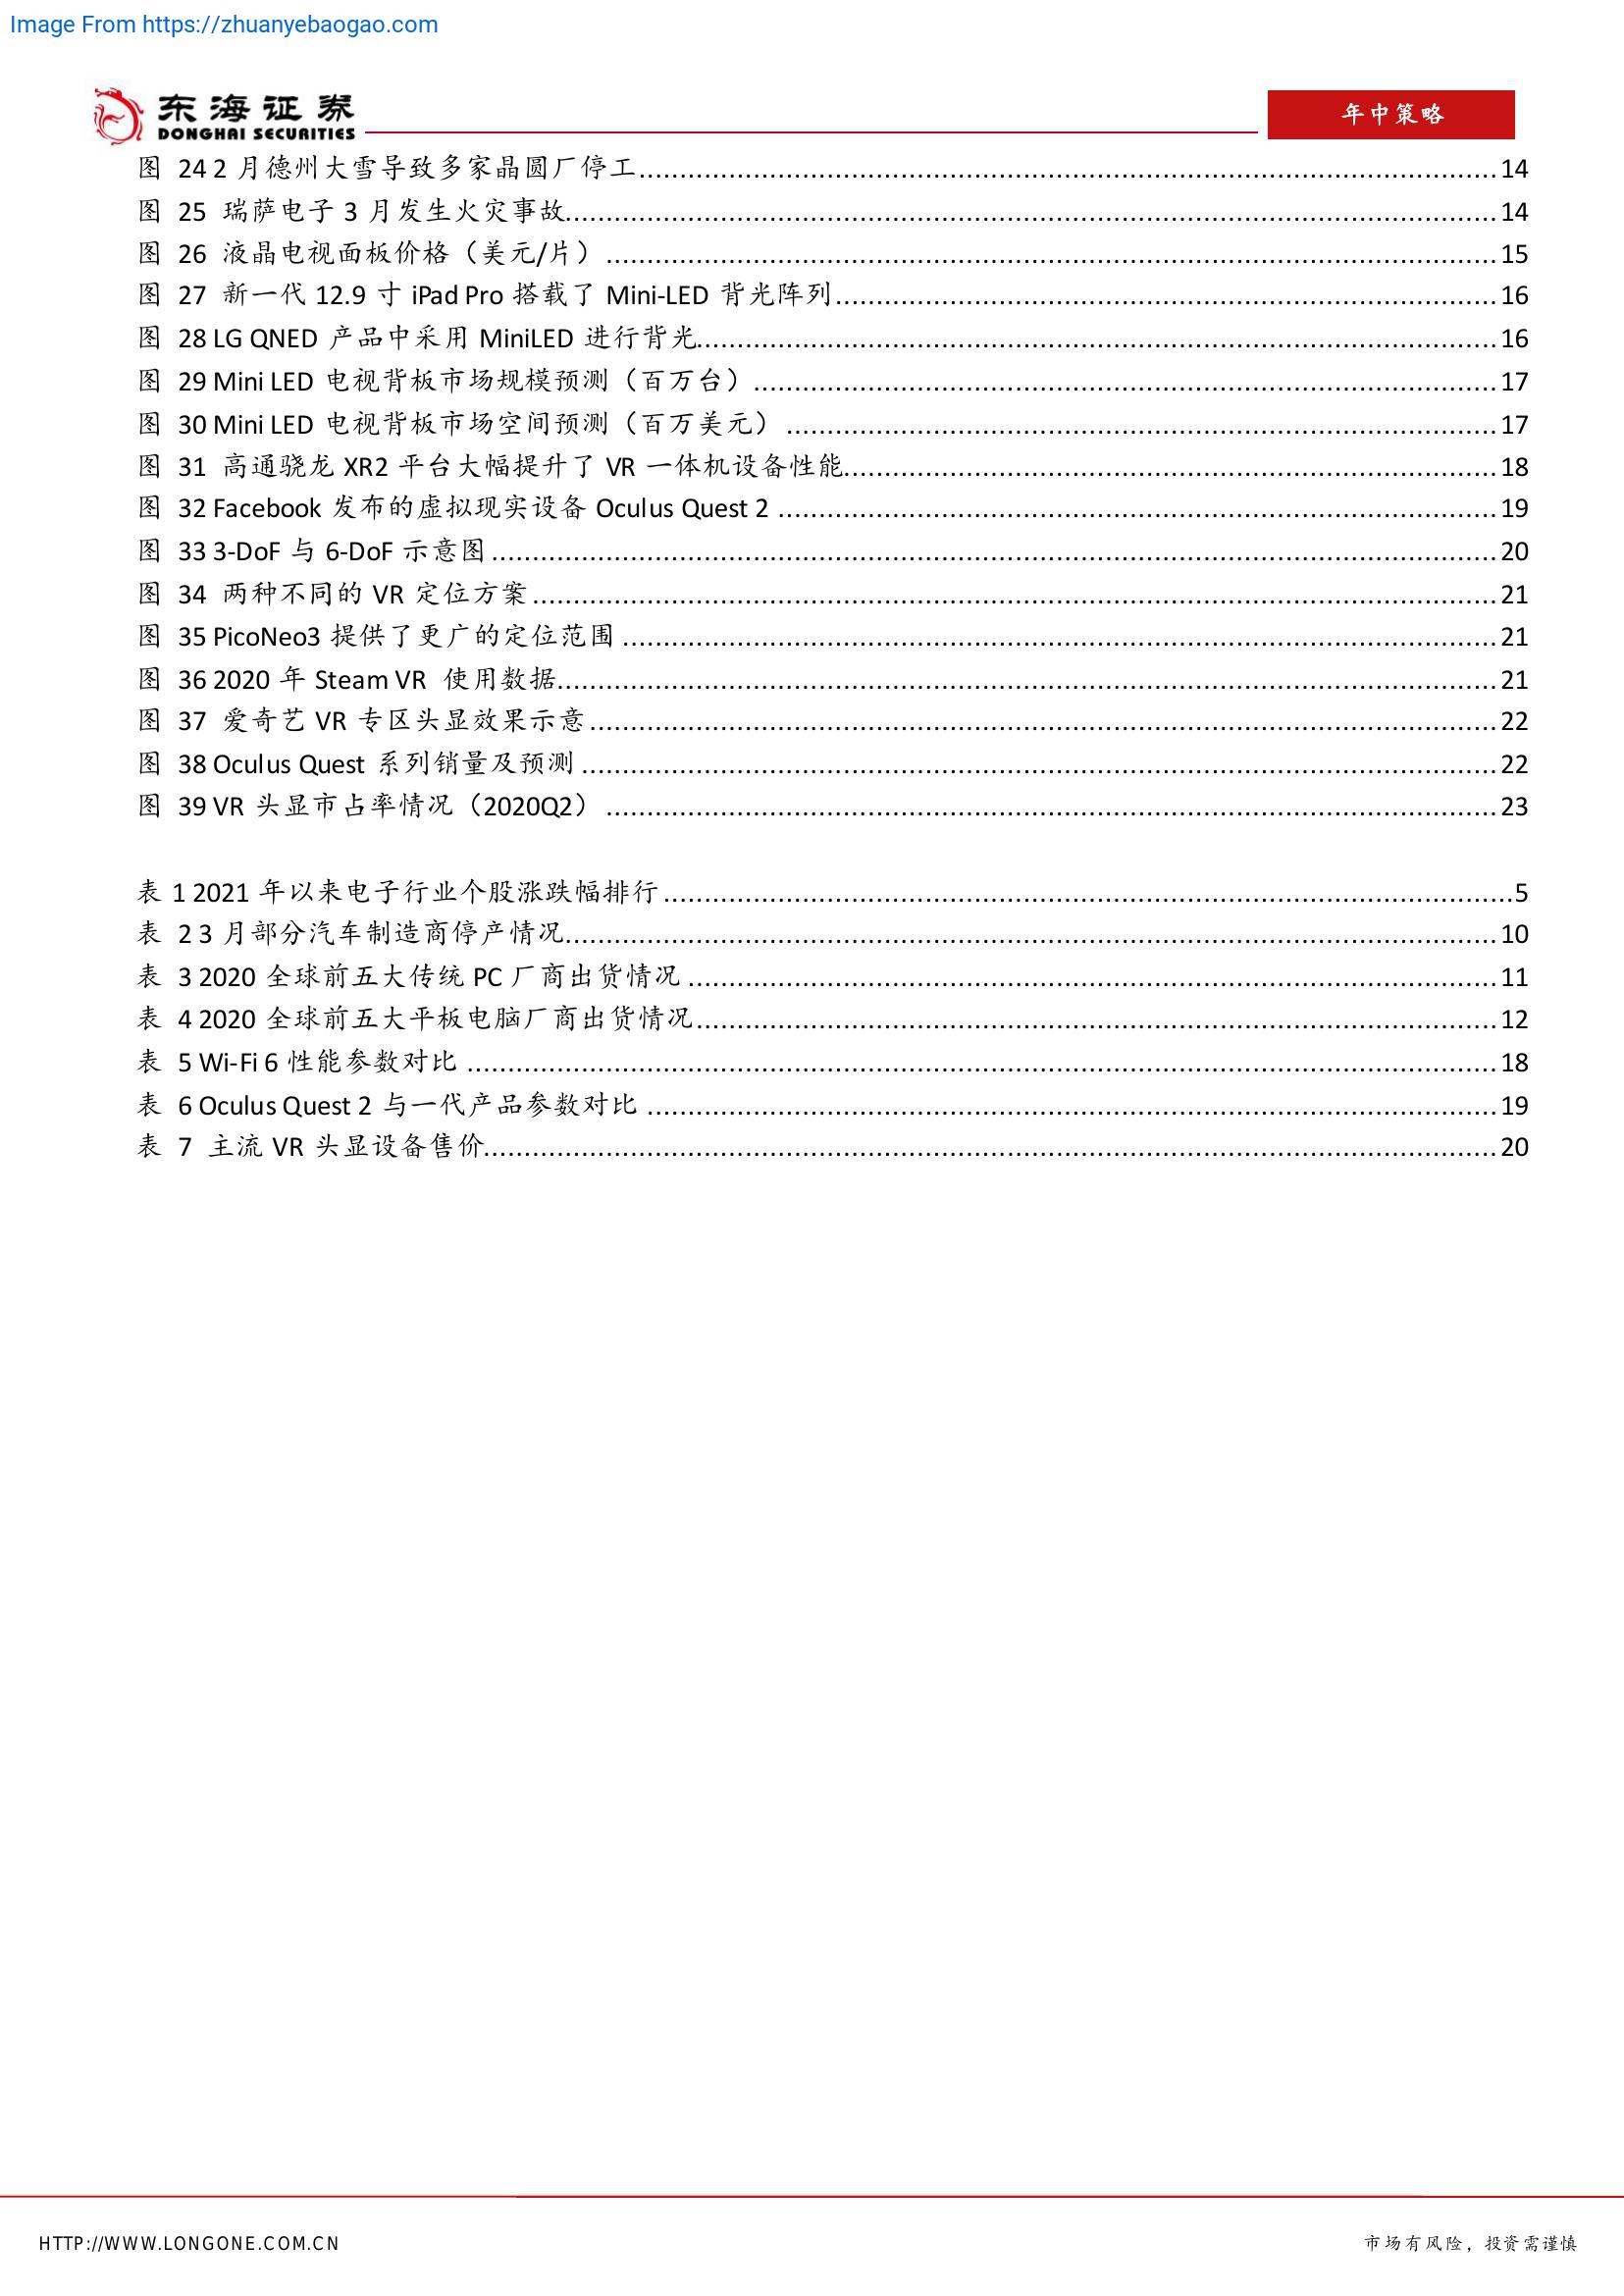 Image From https://zhuanyebaogao.com
东海证券
DONGHAI SECURITIES
年中策略
图 24 2 月德州大雪导致多家晶圆厂停工........................................14
图 25 瑞萨电子 3 月发生火灾事故........................................14
图 26 液晶电视面板价格（美元/片）........................................15
图 27 新一代 12.9 寸 iPad Pro 搭载了 Mini-LED 背光阵列........................................16
图 28 LG QNED 产品中采用 MiniLED 进行背光........................................16
图 29 Mini LED 电视背板市场规模预测（百万台）........................................17
图 30 Mini LED 电视背板市场空间预测（百万美元）........................................17
图 31 高通骁龙 XR2 平台大幅提升了 VR 一体机设备性能........................................18
图 32 Facebook 发布的虚拟现实设备 Oculus Quest 2 ........................................19
图 33 3-DoF 与 6-DoF 示意图........................................20
图 34 两种不同的 VR 定位方案........................................21
图 35 PicoNeo3 提供了更广的定位范围........................................21
图 36 2020 年 Steam VR 使用数据........................................21
图 37 爱奇艺 VR 专区头显效果示意........................................22
图 38 Oculus Quest 系列销量及预测........................................22
图 39 VR 头显市占率情况（2020Q2）........................................23
表 1 2021 年以来电子行业个股涨跌幅排行........................................5
表 2 3 月部分汽车制造商停产情况........................................10
表 3 2020 全球前五大传统 PC 厂商出货情况........................................11
表 4 2020 全球前五大平板电脑厂商出货情况........................................12
表 5 Wi-Fi 6 性能参数对比........................................18
表 6 Oculus Quest 2 与一代产品参数对比........................................19
表 7 主流 VR 头显设备售价........................................20
HTTP://WWW.LONGONE.COM.CN
市场有风险，投资需谨慎